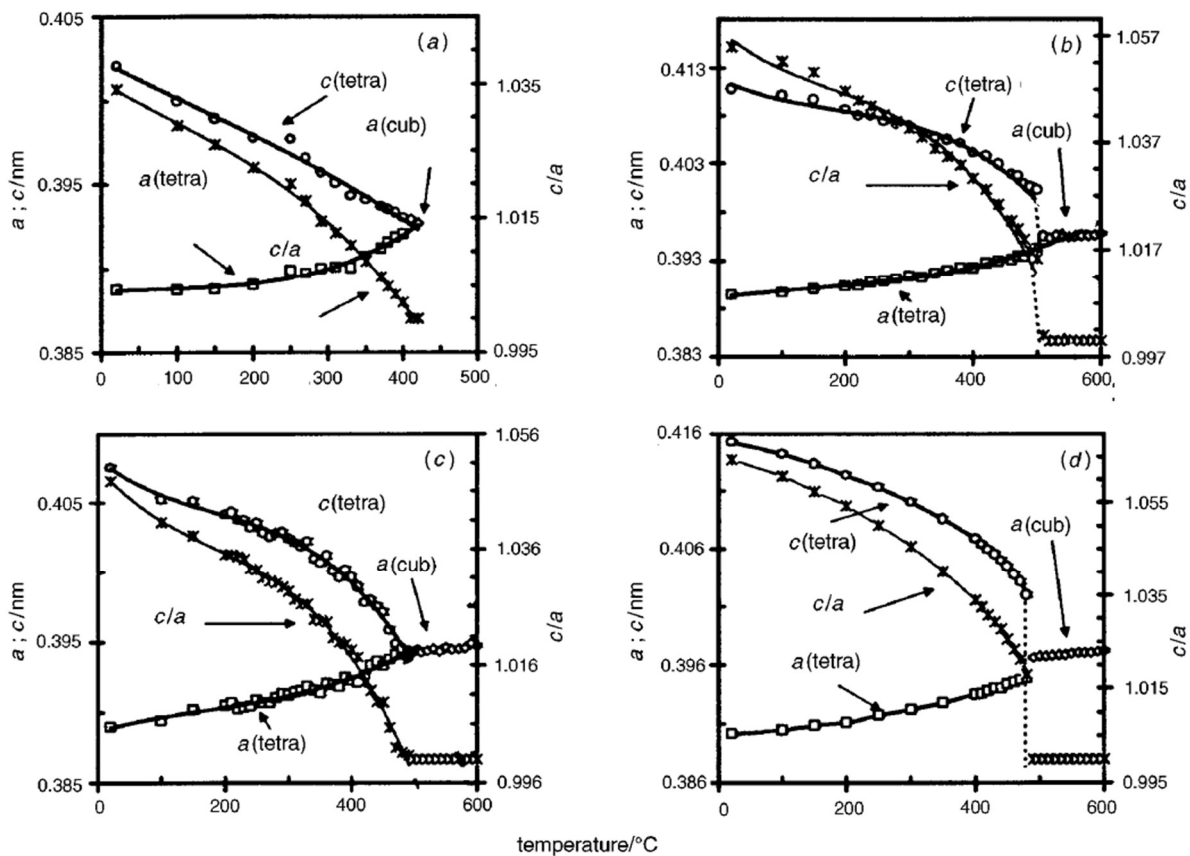 (a)
0.405
0.395
0.385
a ; c/nm
c(tetra)
a(cub)
a(tetra)
c/a
1.035
1.015
0.995
c/a
0
100
200
300
400
500
(b)
0.413
0.403
0.393
0.383
a ; c/nm
c(tetra)
a(cub)
c/a
a(tetra)
1.057
1.037
1.017
0.997
c/a
0
200
400
600
(c)
0.405
0.395
0.385
a ; c/nm
c(tetra)
a(cub)
c/a
a(tetra)
1.056
1.036
1.016
0.996
c/a
0
200
400
600
(d)
0.416
0.406
0.396
0.386
a ; c/nm
c(tetra)
a(cub)
c/a
a(tetra)
1.055
1.035
1.015
0.995
c/a
0
200
400
600
temperature/°C